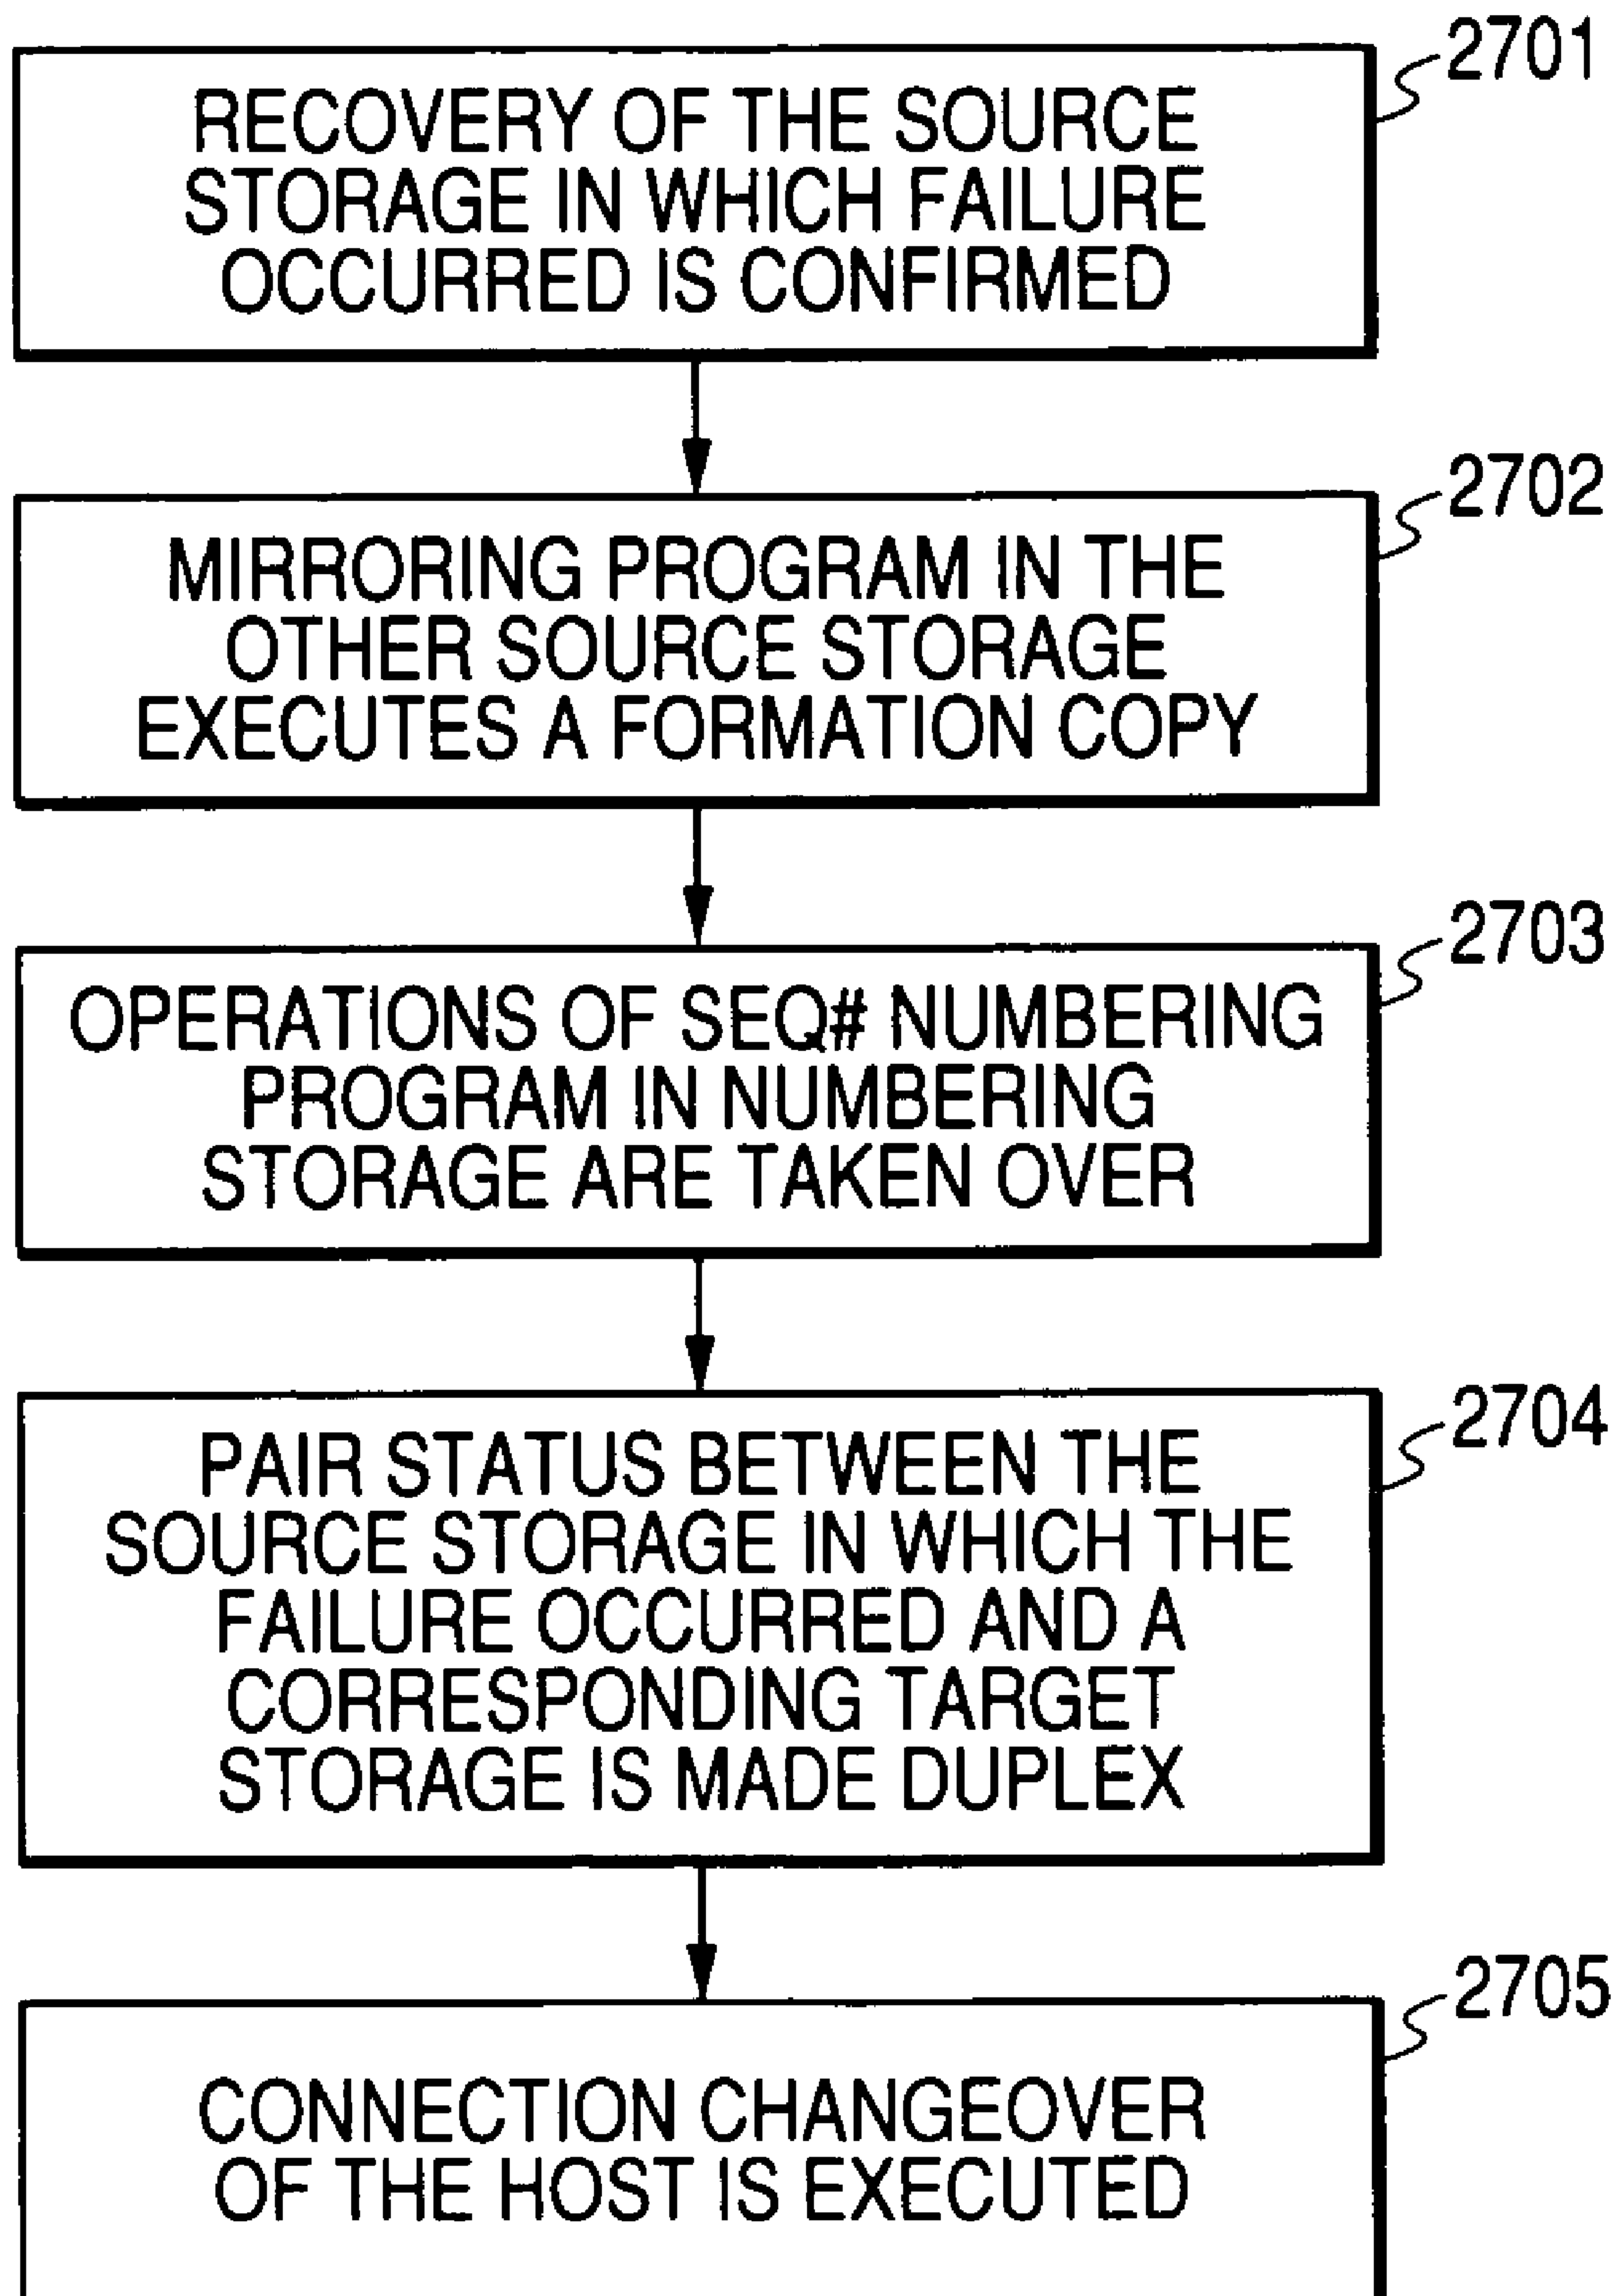 2701
RECOVERY OF THE SOURCE
STORAGE IN WHICH FAILURE
OCCURRED IS CONFIRMED
2702
MIRRORING PROGRAM IN THE
OTHER SOURCE STORAGE
EXECUTES A FORMATION COPY
2703
OPERATIONS OF SEQ# NUMBERING
PROGRAM IN NUMBERING
STORAGE ARE TAKEN OVER
2704
PAIR STATUS BETWEEN THE
SOURCE STORAGE IN WHICH THE
FAILURE OCCURRED AND A
CORRESPONDING TARGET
STORAGE IS MADE DUPLEX
2705
CONNECTION CHANGEOVER
OF THE HOST IS EXECUTED